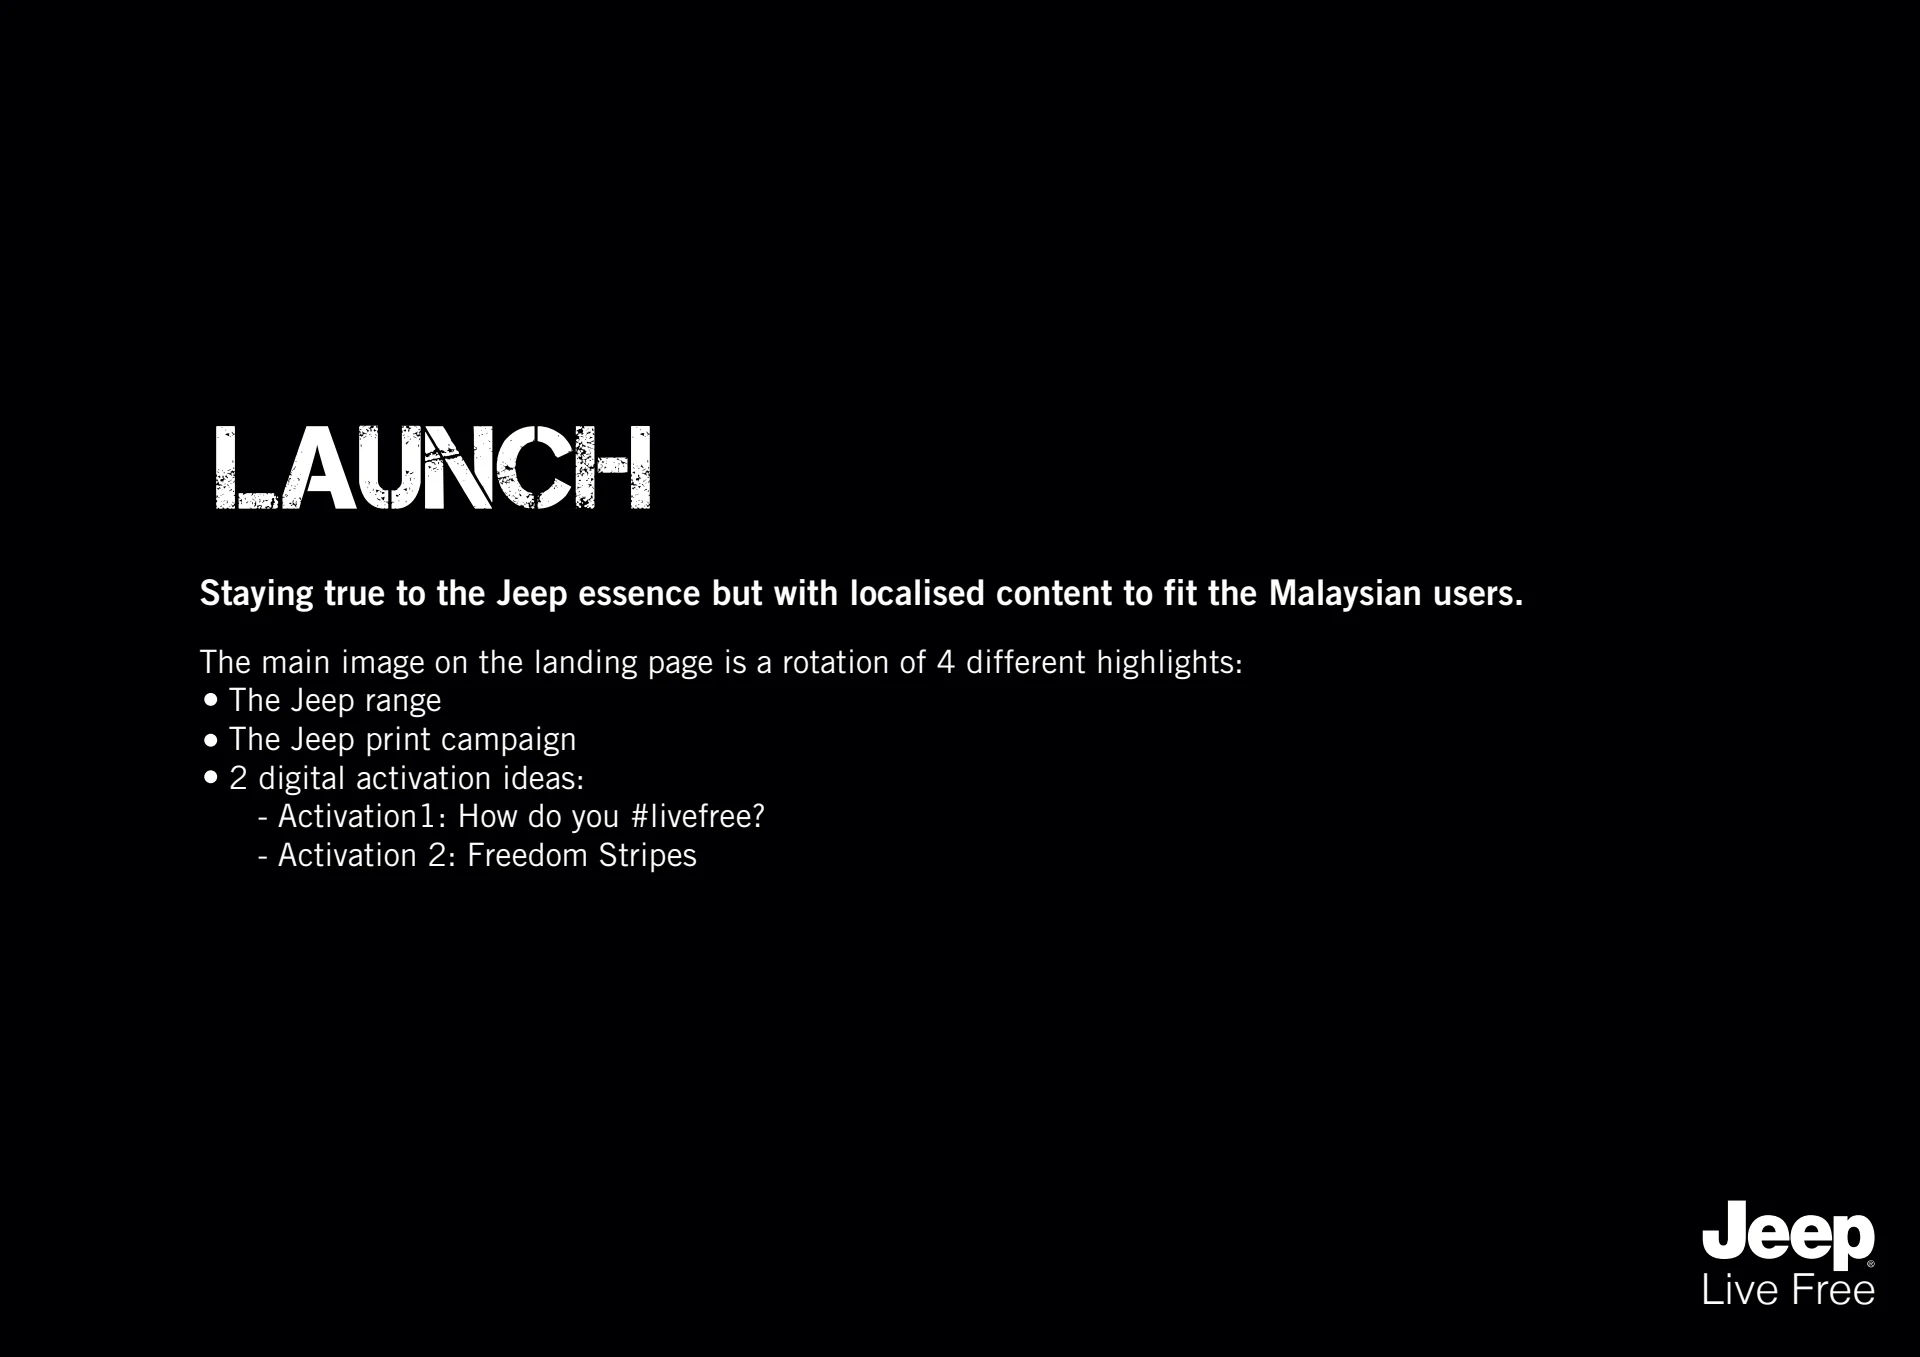 LAUNCH
Staying true to the Jeep essence but with localised content to fit the Malaysian users.
The main image on the landing page is a rotation of 4 different highlights:
• The Jeep range
• The Jeep print campaign
• 2 digital activation ideas:
- Activation1: How do you #livefree?
- Activation 2: Freedom Stripes
Jeep®
Live Free